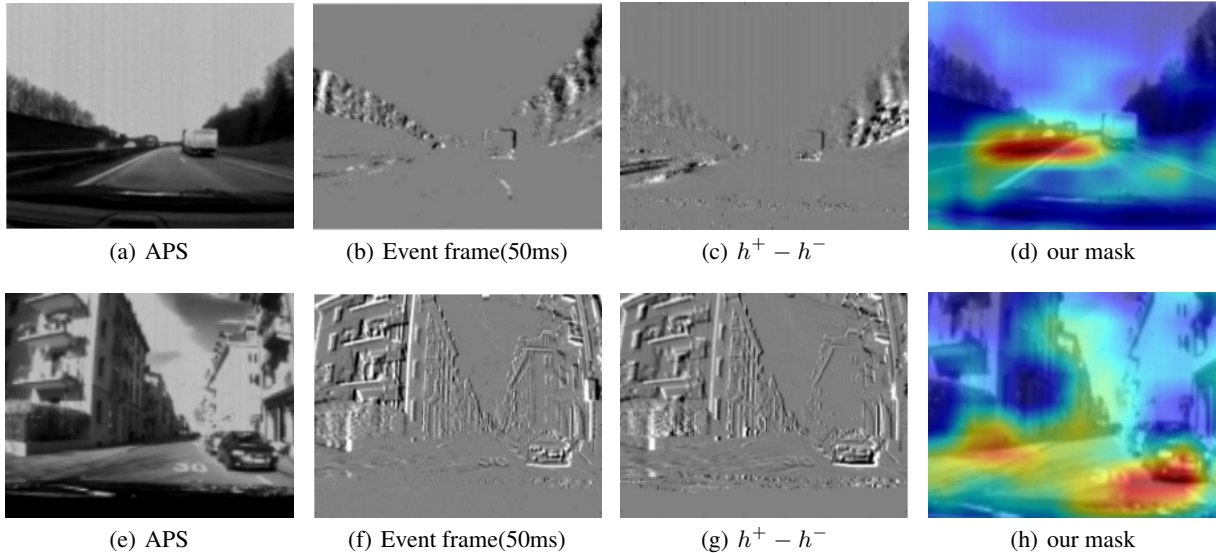 (a) APS
(b) Event frame(50ms)
(c) h⁺ − h⁻
(d) our mask
30
(e) APS
(f) Event frame(50ms)
(g) h⁺ − h⁻
(h) our mask